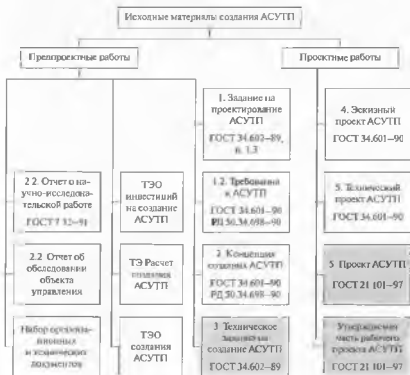 Исходные материалы создания АСУТП
Предпроектные работы
Проектные работы
1. Задание на
проектирование
АСУТП
ГОСТ 34.602–89,
п. 1.3
4. Эскизный
проект АСУТП
ГОСТ 34.601–90
2.2. Отчет о на-
учно-исследова-
тельской работе
ГОСТ 7.32–91
ТЭО
инвестиций
на создание
АСУТП
1.2. Требования
к АСУТП
ГОСТ 34.601–90
РД 50.34.698–90
5. Технический
проект АСУТП
ГОСТ 34.601–90
2.2. Отчет об
обследовании
объекта
управления
ТЭ Расчет
создания
АСУТП
2. Концепция
создания АСУТП
ГОСТ 34.601–90
РД 50.34.698–90
5. Проект АСУТП
ГОСТ 21.101–97
Набор организа-
ционных
и технических
документов
ТЭО
создания
АСУТП
3. Техническое
задание на
создание АСУТП
ГОСТ 34.602–89
Утверждаемая
часть рабочего
проекта АСУТП
ГОСТ 21.101–97